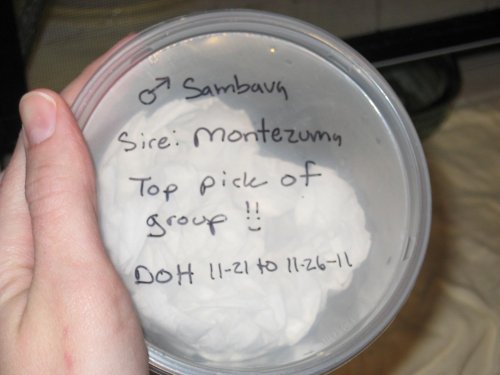 ♂ Sambava
Sire: Montezuma
Top pick of
group !!
DOH 11-21 to 11-26-11